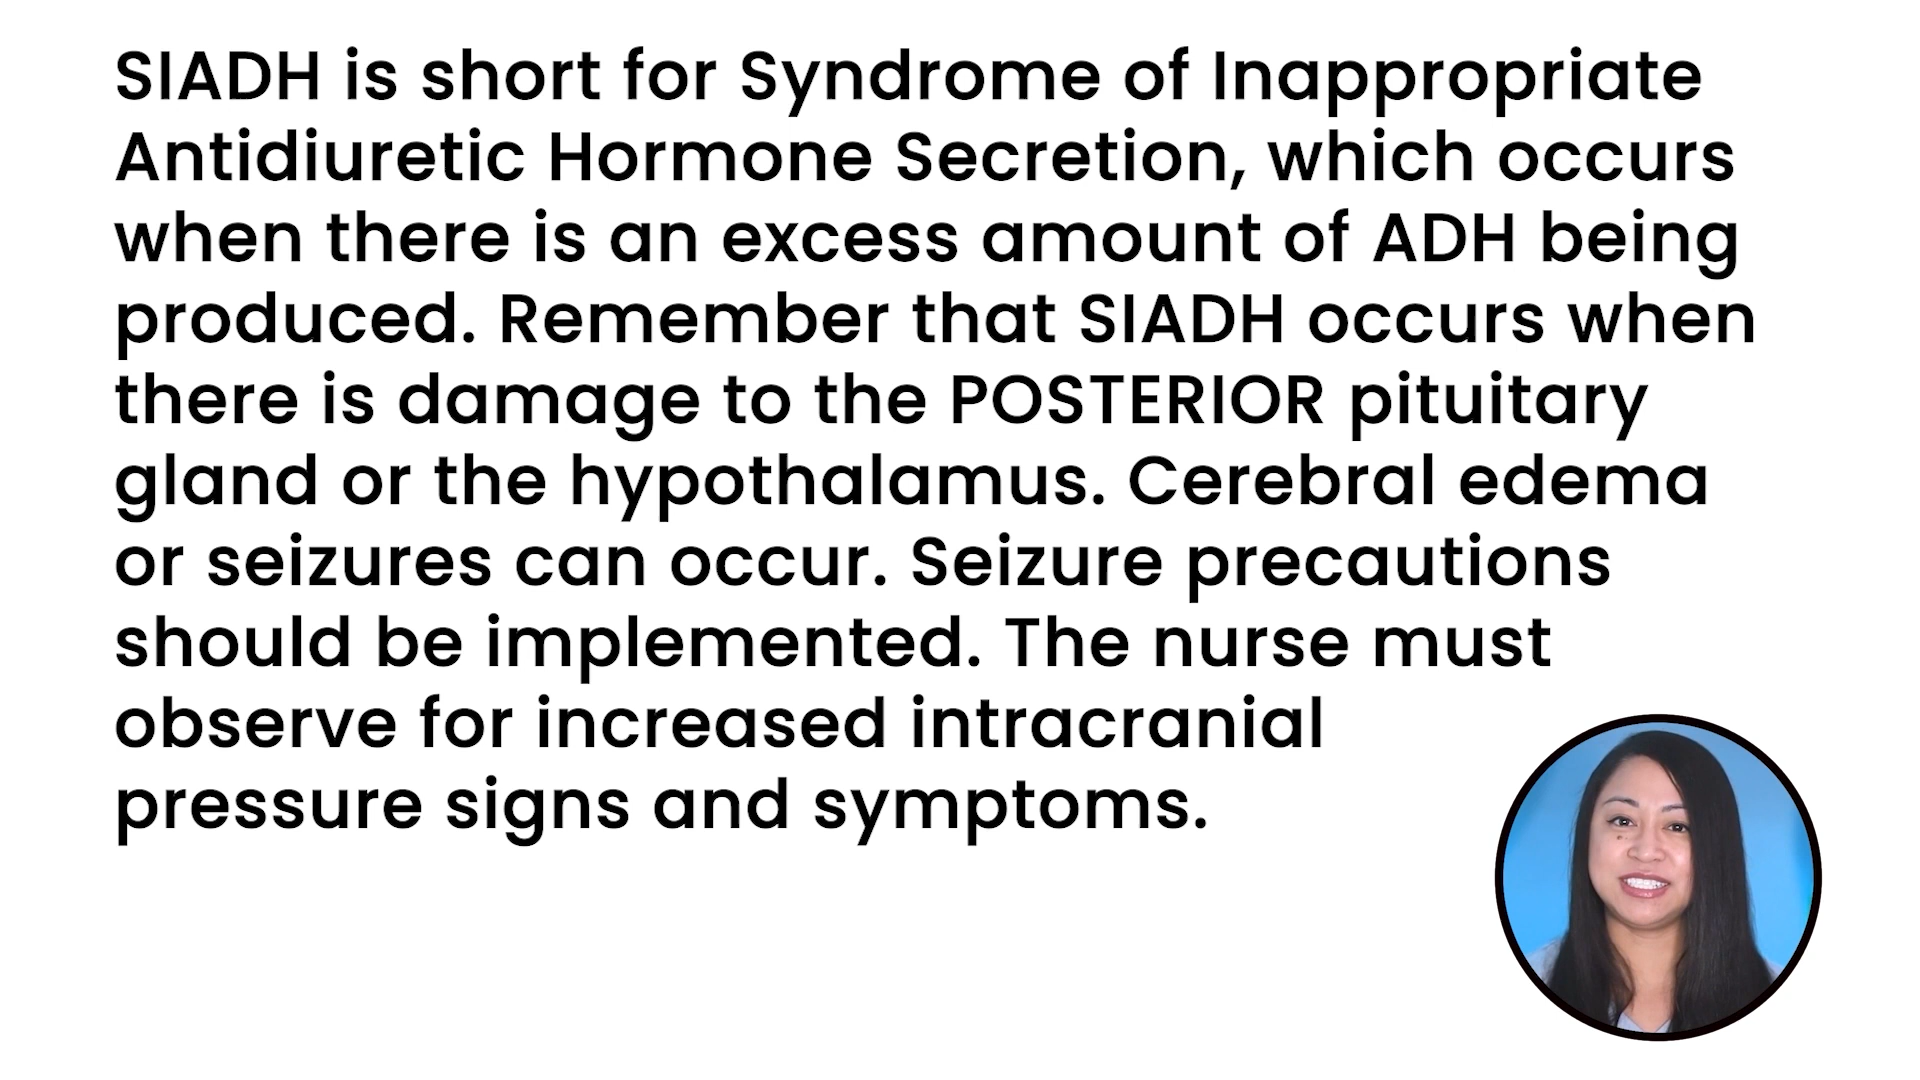 SIADH is short for Syndrome of Inappropriate
Antidiuretic Hormone Secretion, which occurs
when there is an excess amount of ADH being
produced. Remember that SIADH occurs when
there is damage to the POSTERIOR pituitary
gland or the hypothalamus. Cerebral edema
or seizures can occur. Seizure precautions
should be implemented. The nurse must
observe for increased intracranial
pressure signs and symptoms.